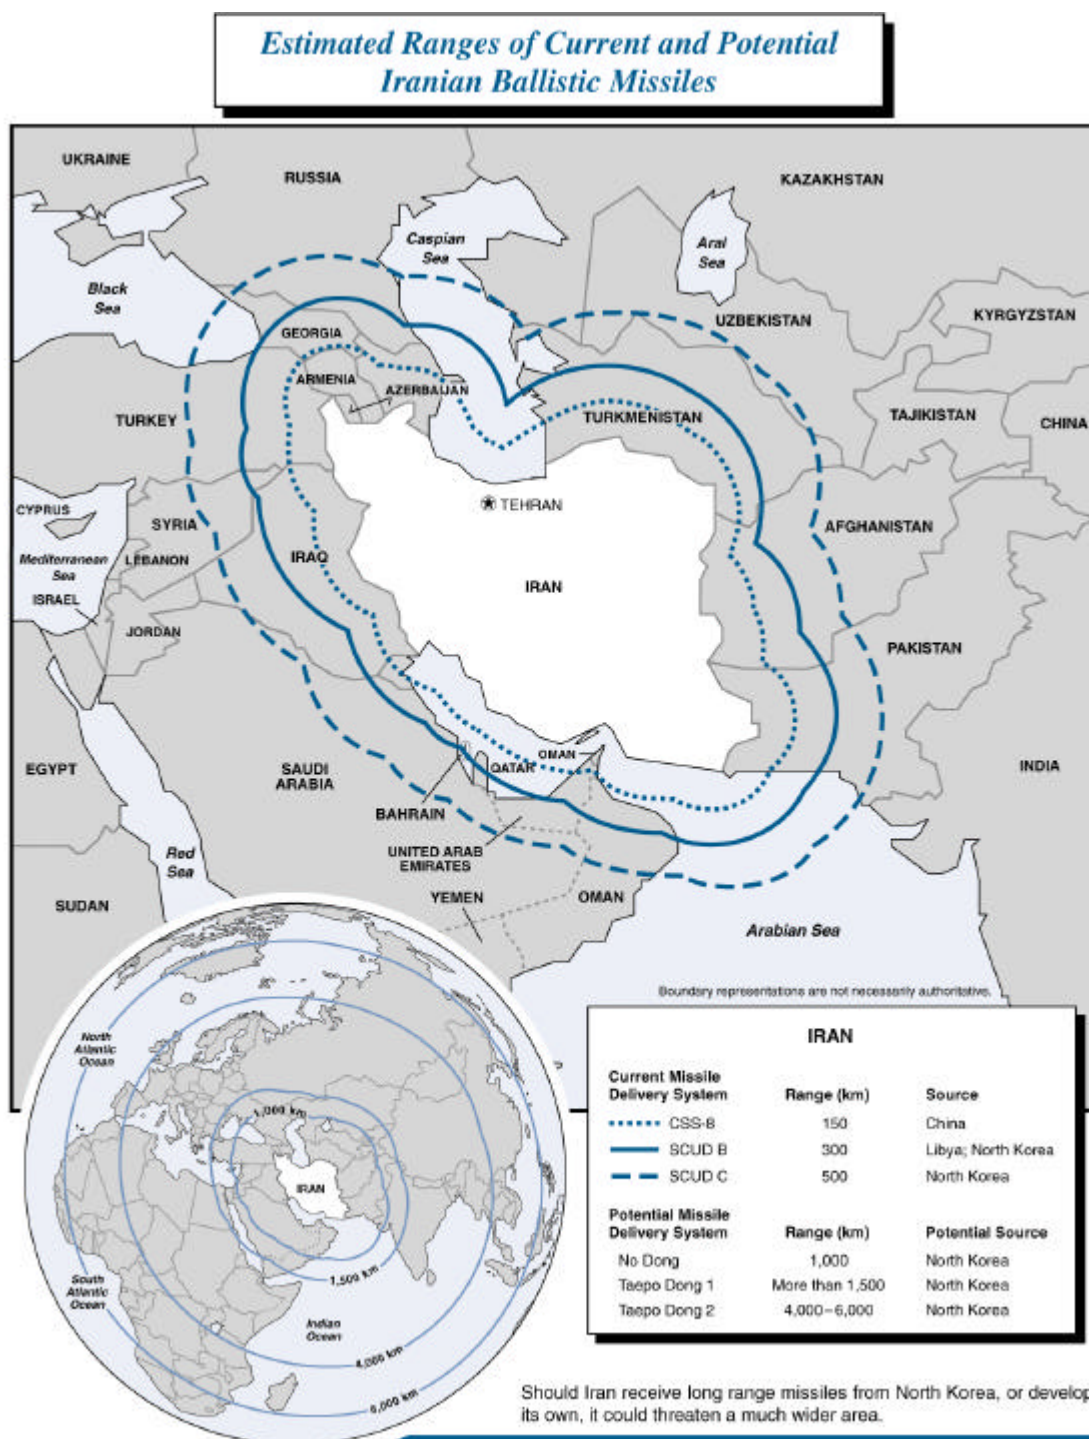 Estimated Ranges of Current and Potential
Iranian Ballistic Missiles
UKRAINE
RUSSIA
KAZAKHSTAN
Caspian
Sea
Aral
Sea
Black
Sea
UZBEKISTAN
KYRGYZSTAN
GEORGIA
ARMENIA
AZERBAIJAN
TURKEY
TURKMENISTAN
TAJIKISTAN
CHINA
CYPRUS
TEHRAN
SYRIA
AFGHANISTAN
Mediterranean
Sea
LEBANON
IRAQ
IRAN
ISRAEL
JORDAN
PAKISTAN
EGYPT
SAUDI
ARABIA
QATAR
OMAN
INDIA
BAHRAIN
UNITED ARAB
EMIRATES
Red
Sea
SUDAN
YEMEN
OMAN
Arabian Sea
Boundary representations are not necessarily authoritative.
North
Atlantic
Ocean
1,000 km
IRAN
1,500 km
South
Atlantic
Ocean
Indian
Ocean
4,000 km
6,000 km
IRAN
Current Missile
Delivery System Range (km) Source
CSS-8 150 China
SCUD B 300 Libya; North Korea
SCUD C 500 North Korea
Potential Missile
Delivery System Range (km) Potential Source
No Dong 1,000 North Korea
Taepo Dong 1 More than 1,500 North Korea
Taepo Dong 2 4,000–6,000 North Korea
Should Iran receive long range missiles from North Korea, or develop
its own, it could threaten a much wider area.